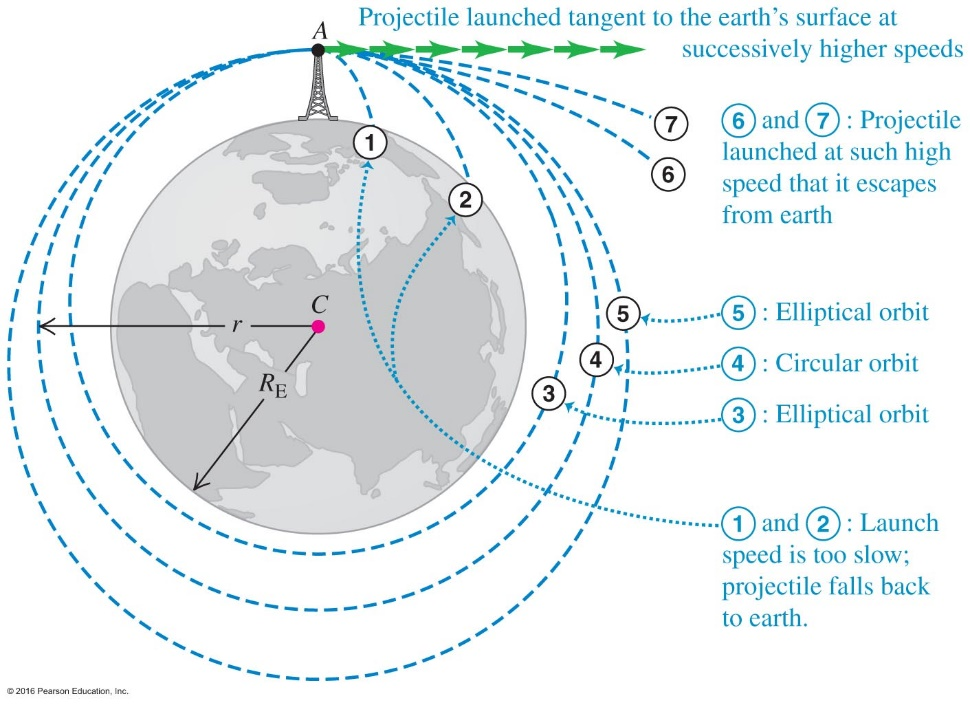 Projectile launched tangent to the earth's surface at
successively higher speeds
A
7
6
6 and 7 : Projectile
launched at such high
speed that it escapes
from earth
1
2
C
r
R_E
5
5 : Elliptical orbit
4
4 : Circular orbit
3
3 : Elliptical orbit
1 and 2 : Launch
speed is too slow;
projectile falls back
to earth.
© 2016 Pearson Education, Inc.